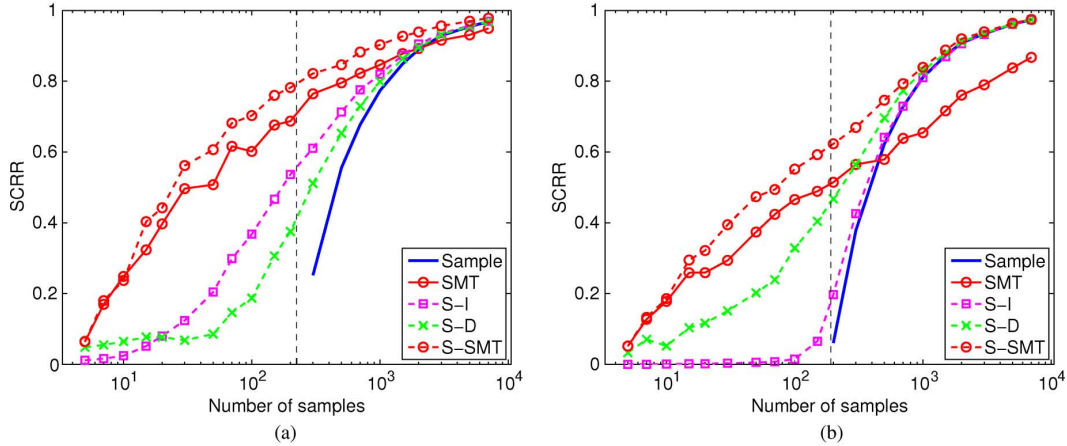 SCRR
1
0.8
0.6
0.4
0.2
0
10^1
10^2
10^3
10^4
Number of samples
Sample
SMT
S−I
S−D
S−SMT
(a)
SCRR
1
0.8
0.6
0.4
0.2
0
10^1
10^2
10^3
10^4
Number of samples
Sample
SMT
S−I
S−D
S−SMT
(b)